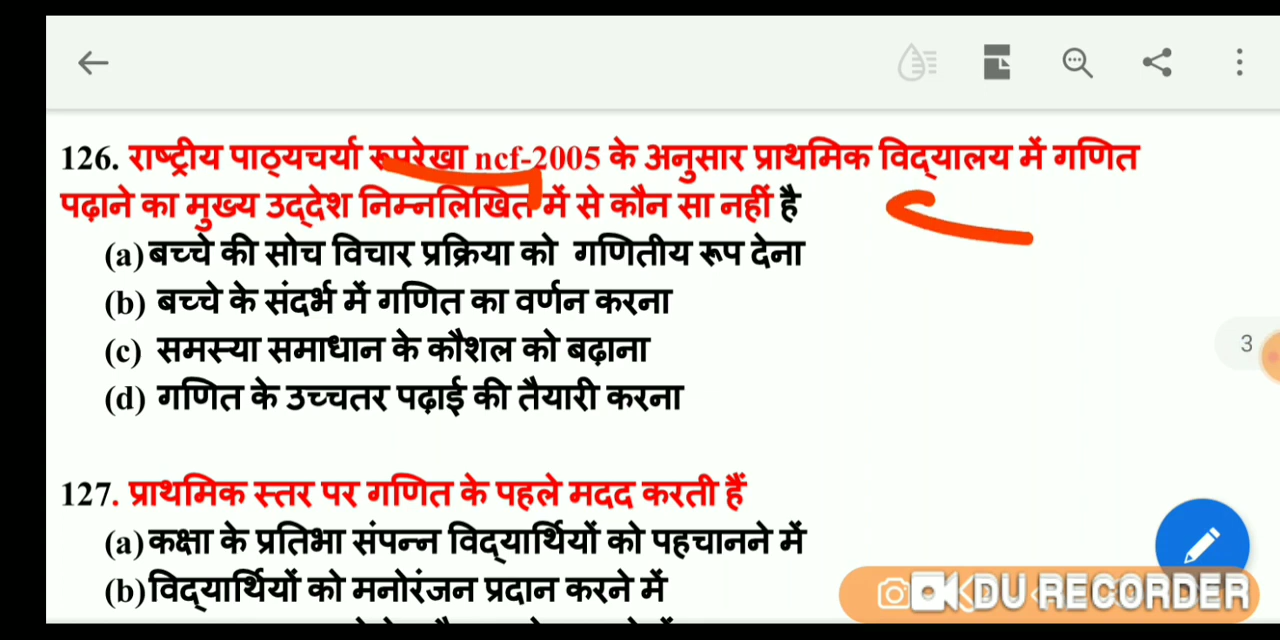 126. राष्ट्रीय पाठ्यचर्या रूपरेखा ncf-2005 के अनुसार प्राथमिक विद्यालय में गणित
पढ़ाने का मुख्य उद्देश निम्नलिखित में से कौन सा नहीं है
(a) बच्चे की सोच विचार प्रक्रिया को गणितीय रूप देना
(b) बच्चे के संदर्भ में गणित का वर्णन करना
(c) समस्या समाधान के कौशल को बढ़ाना
3
(d) गणित के उच्चतर पढ़ाई की तैयारी करना
127. प्राथमिक स्तर पर गणित के पहले मदद करती हैं
(a) कक्षा के प्रतिभा संपन्न विद्यार्थियों को पहचानने में
(b) विद्यार्थियों को मनोरंजन प्रदान करने में
DU RECORDER